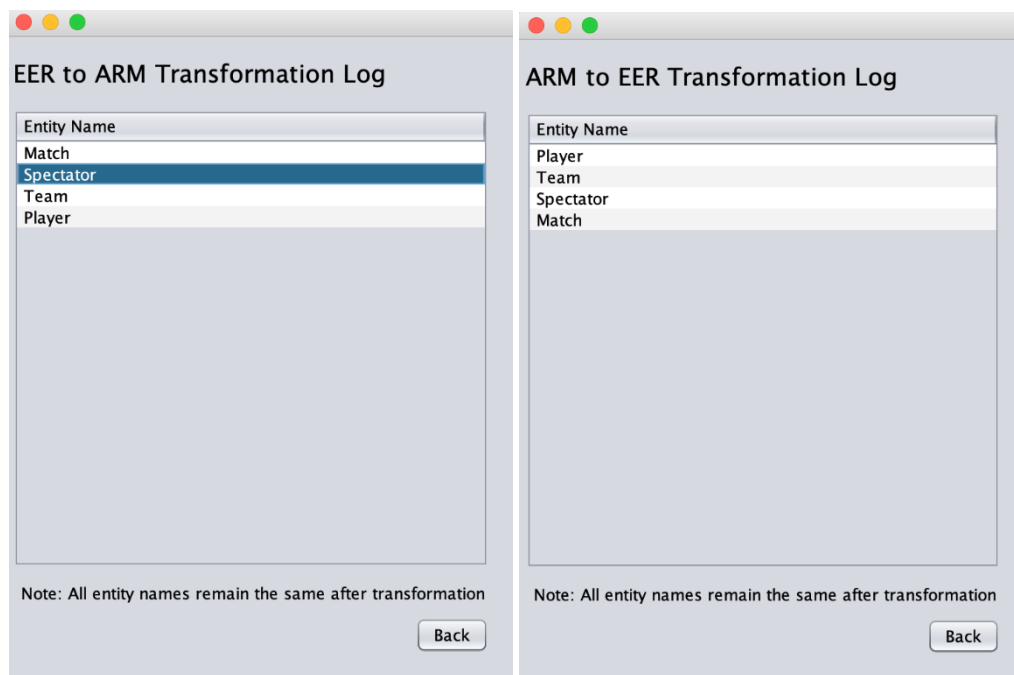 EER to ARM Transformation Log
Entity Name
Match
Spectator
Team
Player
Note: All entity names remain the same after transformation
Back
ARM to EER Transformation Log
Entity Name
Player
Team
Spectator
Match
Note: All entity names remain the same after transformation
Back